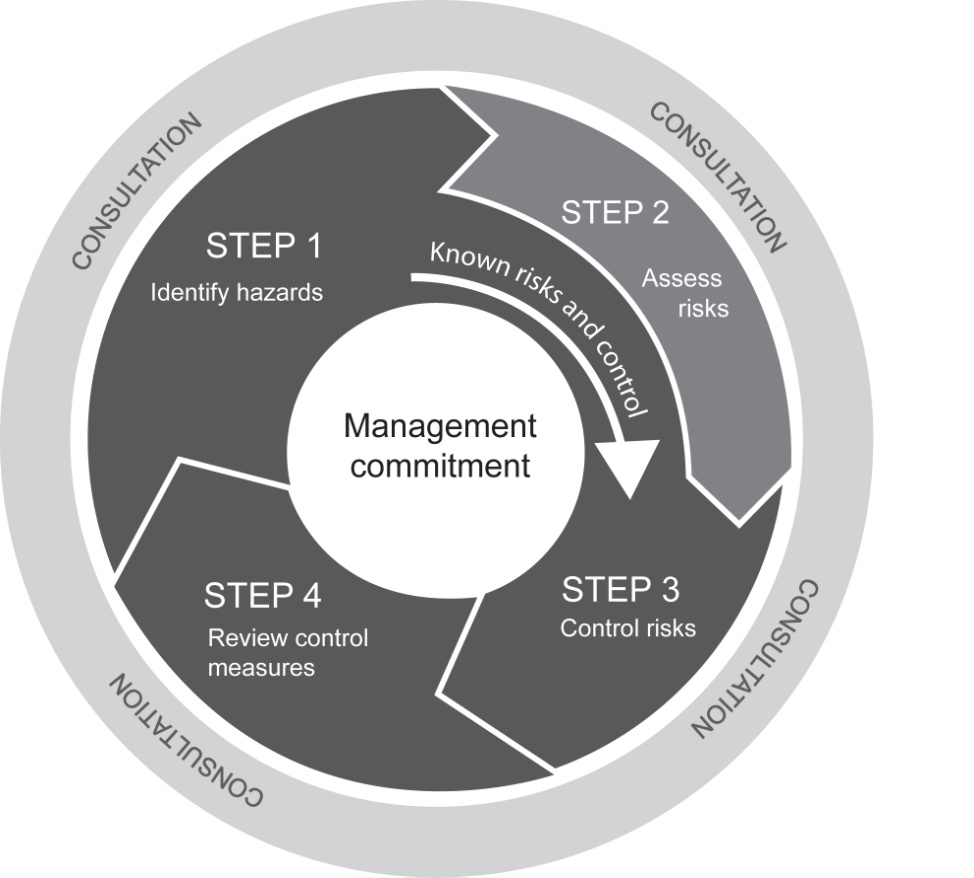 CONSULTATION
CONSULTATION
STEP 1
Identify hazards
STEP 2
Assess
risks
Known risks and control
Management
commitment
STEP 3
Control risks
STEP 4
Review control
measures
CONSULTATION
CONSULTATION